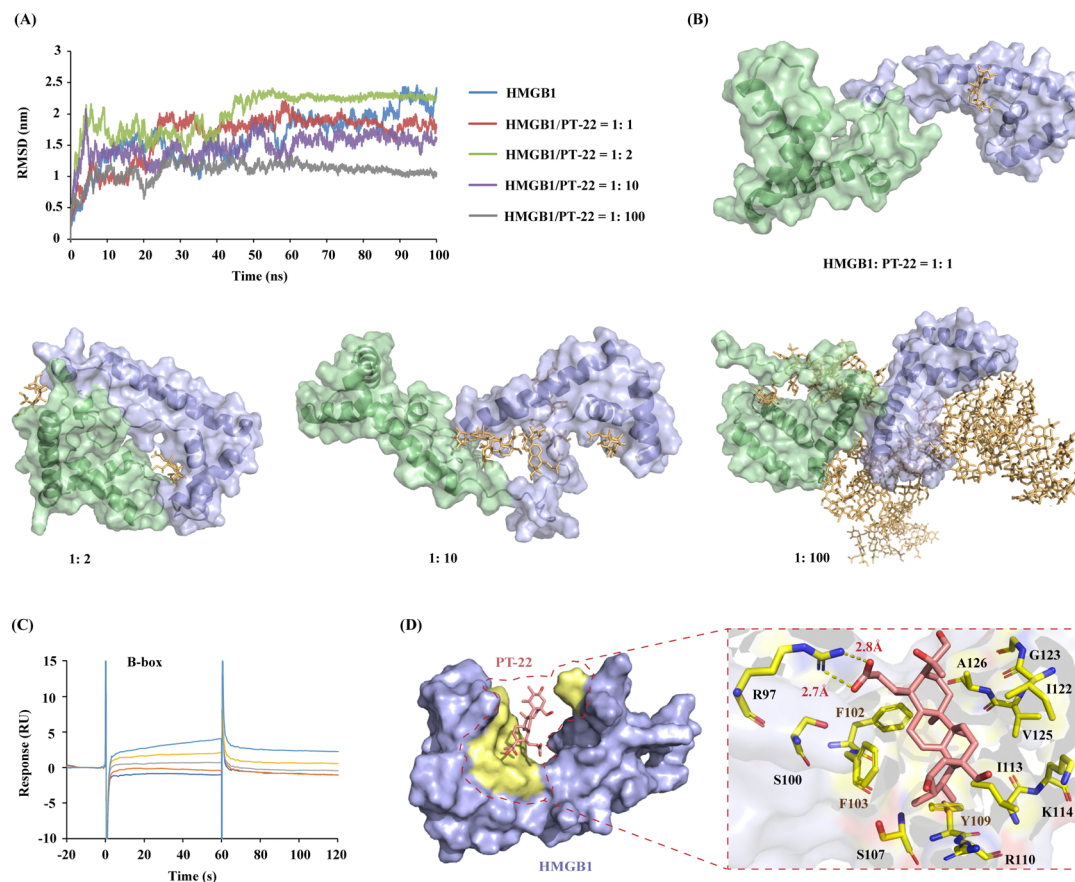 (A)
3
2.5
2
1.5
1
0.5
0
RMSD (nm)
0 10 20 30 40 50 60 70 80 90 100
Time (ns)
HMGB1
HMGB1/PT-22 = 1: 1
HMGB1/PT-22 = 1: 2
HMGB1/PT-22 = 1: 10
HMGB1/PT-22 = 1: 100
(B)
HMGB1: PT-22 = 1: 1
1: 2
1: 10
1: 100
(C)
B-box
15
10
5
0
-5
-10
Response (RU)
-20 0 20 40 60 80 100 120
Time (s)
(D)
PT-22
HMGB1
2.8Å
2.7Å
R97
S100
F102
F103
S107
Y109
R110
I113
K114
A126
G123
I122
V125